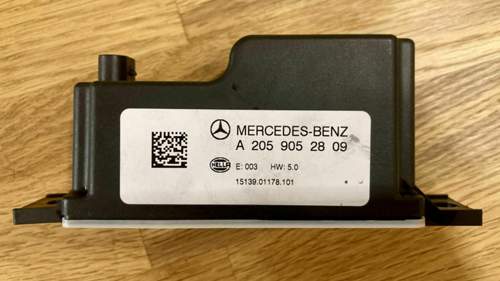 MERCEDES-BENZ
A 205 905 28 09
HELLA E: 003 HW: 5.0
15139.01178.101